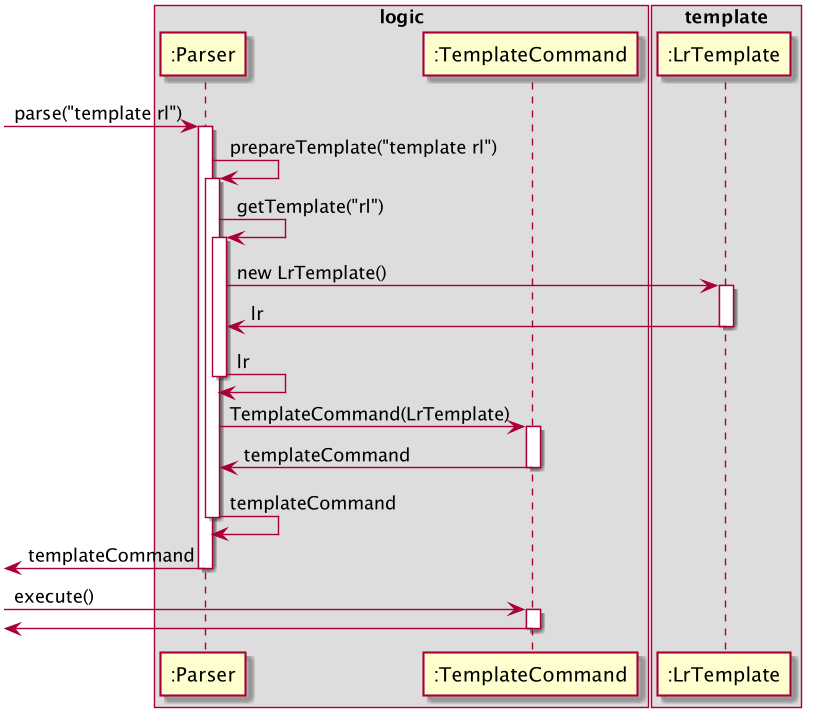 logic
template
:Parser
:TemplateCommand
:LrTemplate
parse("template rl")
prepareTemplate("template rl")
getTemplate("rl")
new LrTemplate()
lr
lr
TemplateCommand(LrTemplate)
templateCommand
templateCommand
templateCommand
execute()
:Parser
:TemplateCommand
:LrTemplate